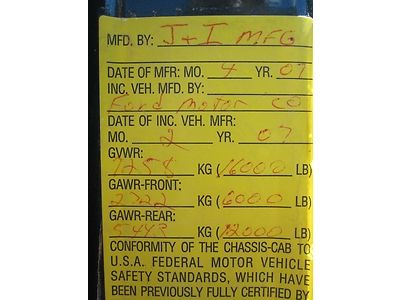 MFD. BY: J+I MFG
DATE OF MFR: MO. 4 YR. 07
INC. VEH. MFD. BY:
Ford Motor CO
DATE OF INC. VEH. MFR:
MO. 2 YR. 07
GVWR:
7258 KG (16000 LB)
GAWR-FRONT:
2722 KG (6000 LB)
GAWR-REAR:
5443 KG (12000 LB)
CONFORMITY OF THE CHASSIS-CAB TO
U.S.A. FEDERAL MOTOR VEHICLE
SAFETY STANDARDS, WHICH HAVE
BEEN PREVIOUSLY FULLY CERTIFIED BY